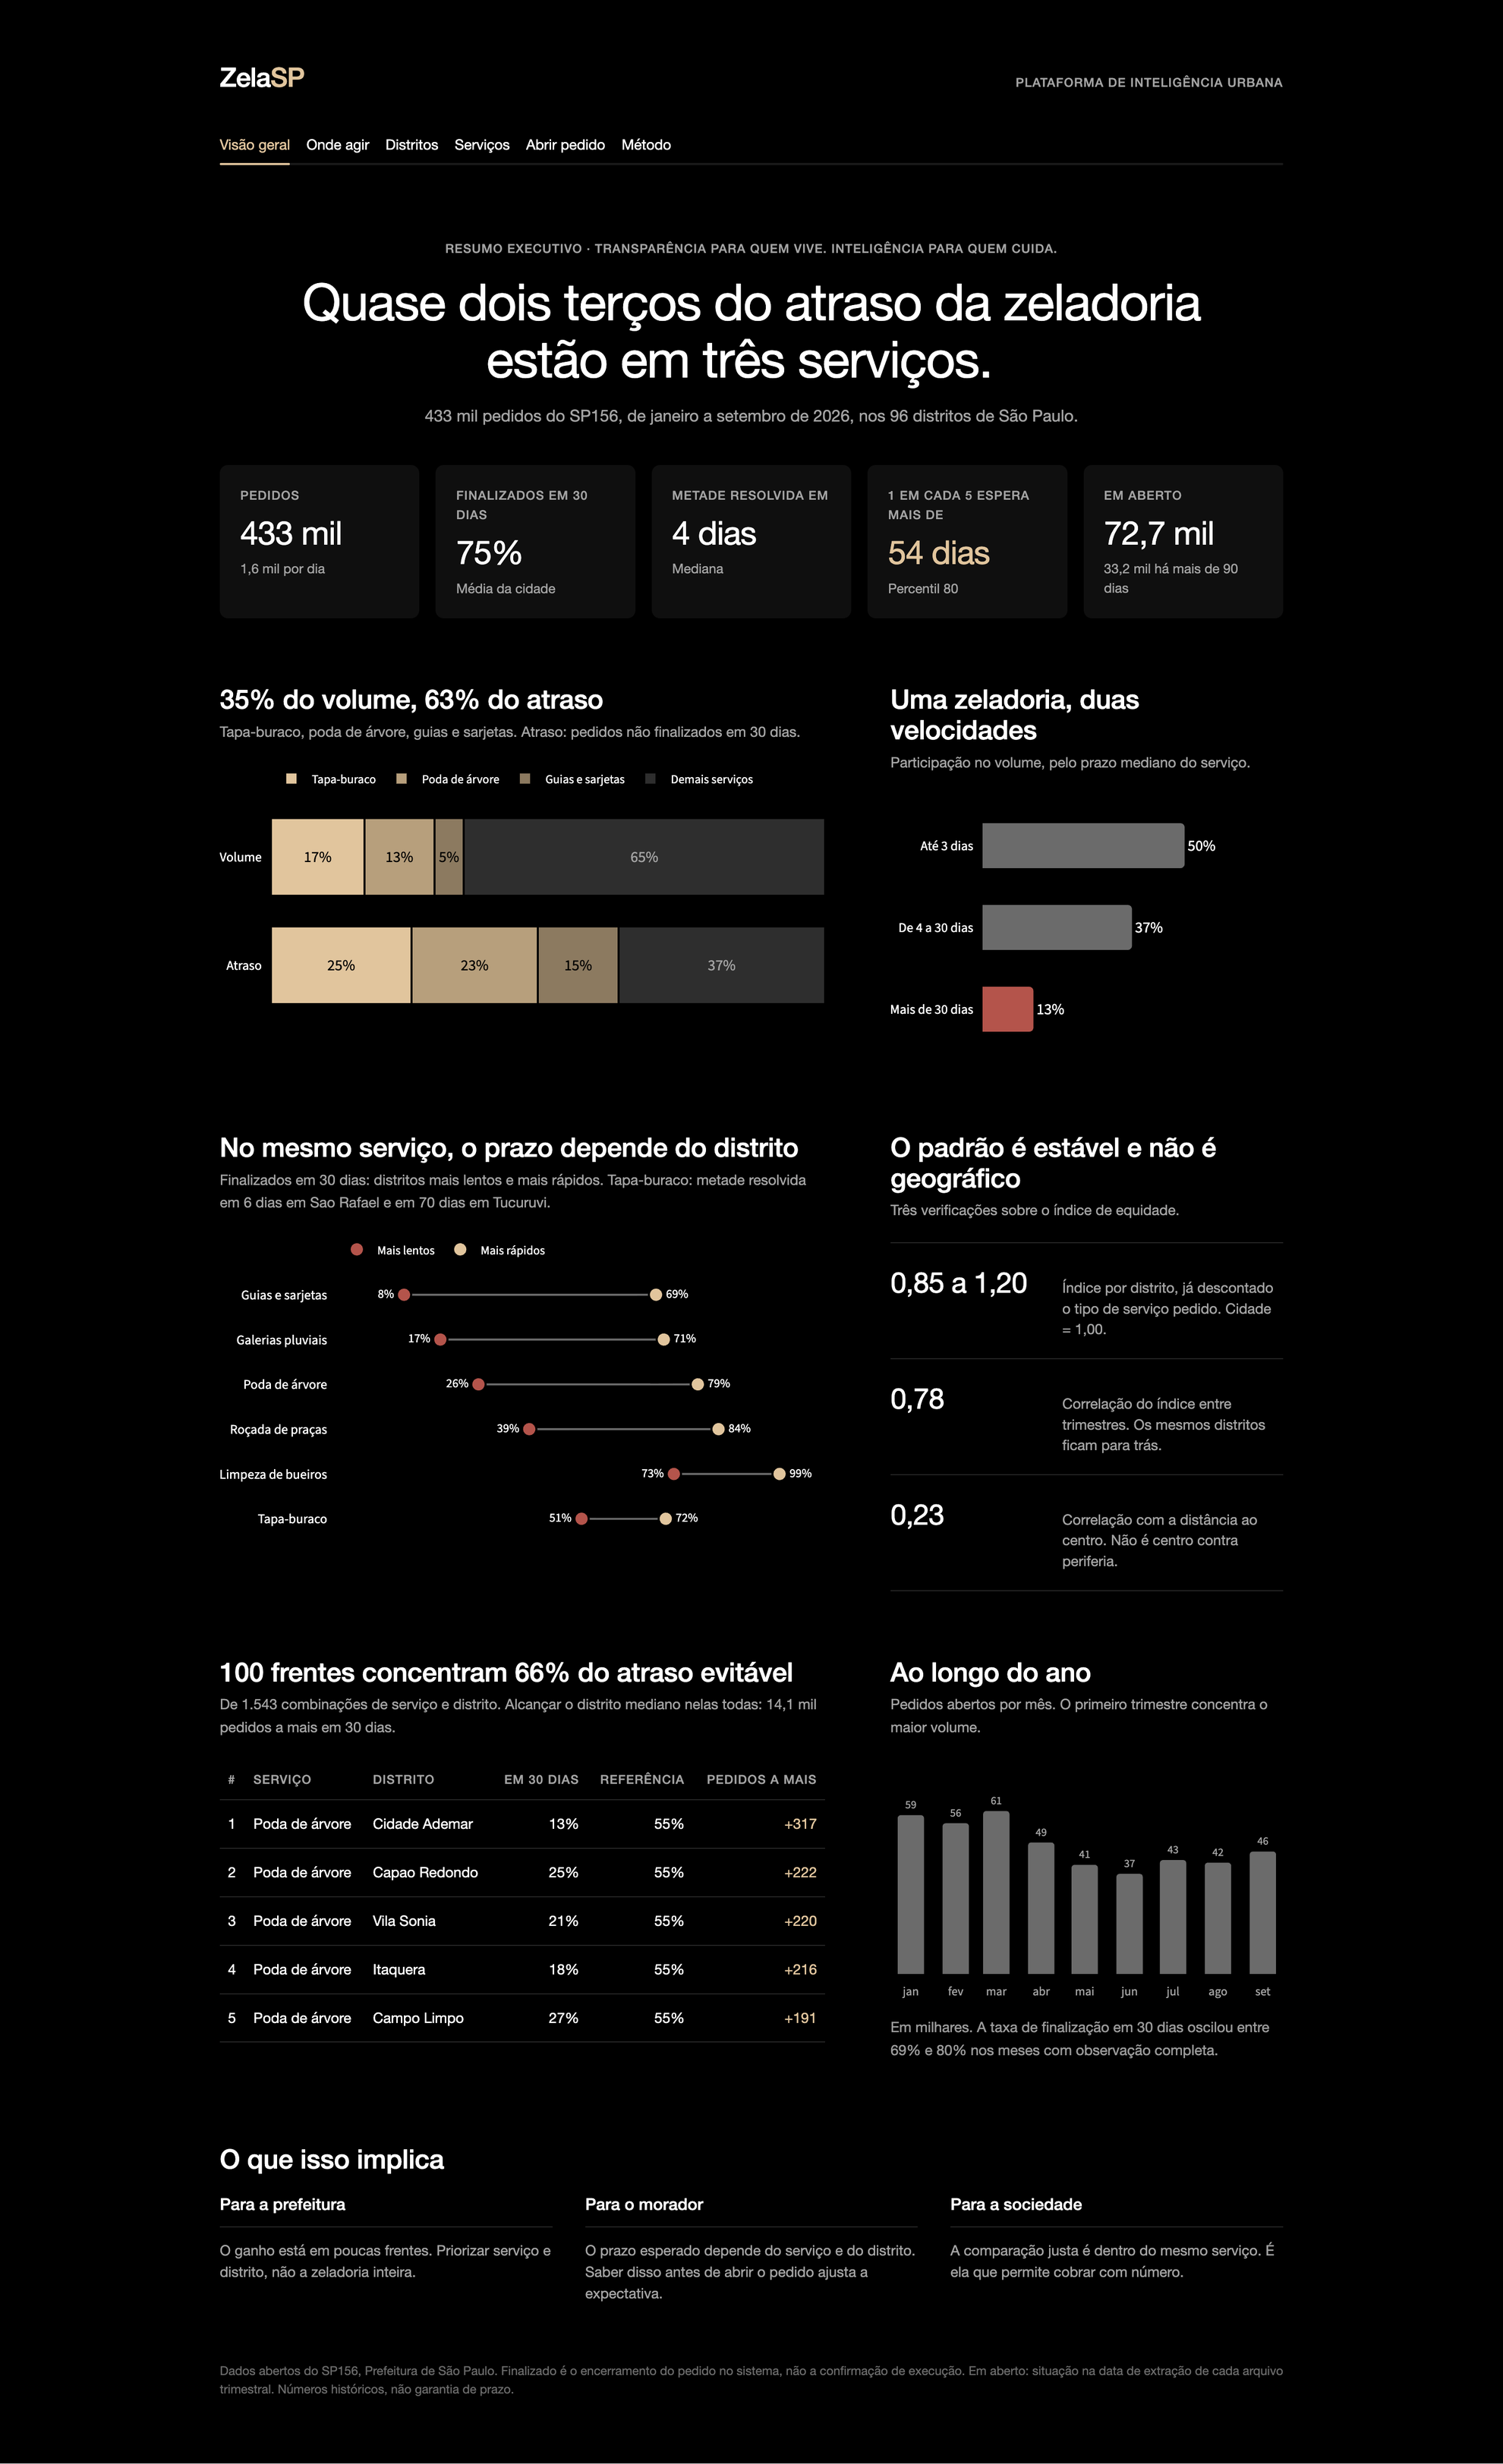 ZelaSP
PLATAFORMA DE INTELIGÊNCIA URBANA
Visão geral
Onde agir
Distritos
Serviços
Abrir pedido
Método
RESUMO EXECUTIVO · TRANSPARÊNCIA PARA QUEM VIVE. INTELIGÊNCIA PARA QUEM CUIDA.
Quase dois terços do atraso da zeladoria
estão em três serviços.
433 mil pedidos do SP156, de janeiro a setembro de 2026, nos 96 distritos de São Paulo.
PEDIDOS
433 mil
1,6 mil por dia
FINALIZADOS EM 30
DIAS
75%
Média da cidade
METADE RESOLVIDA EM
4 dias
Mediana
1 EM CADA 5 ESPERA
MAIS DE
54 dias
Percentil 80
EM ABERTO
72,7 mil
33,2 mil há mais de 90
dias
35% do volume, 63% do atraso
Tapa-buraco, poda de árvore, guias e sarjetas. Atraso: pedidos não finalizados em 30 dias.
Tapa-buraco
Poda de árvore
Guias e sarjetas
Demais serviços
Volume
17%
13%
5%
65%
Atraso
25%
23%
15%
37%
Uma zeladoria, duas
velocidades
Participação no volume, pelo prazo mediano do serviço.
Até 3 dias
50%
De 4 a 30 dias
37%
Mais de 30 dias
13%
No mesmo serviço, o prazo depende do distrito
Finalizados em 30 dias: distritos mais lentos e mais rápidos. Tapa-buraco: metade resolvida
em 6 dias em Sao Rafael e em 70 dias em Tucuruvi.
Mais lentos
Mais rápidos
Guias e sarjetas
8%
69%
Galerias pluviais
17%
71%
Poda de árvore
26%
79%
Roçada de praças
39%
84%
Limpeza de bueiros
73%
99%
Tapa-buraco
51%
72%
O padrão é estável e não é
geográfico
Três verificações sobre o índice de equidade.
0,85 a 1,20
Índice por distrito, já descontado
o tipo de serviço pedido. Cidade
= 1,00.
0,78
Correlação do índice entre
trimestres. Os mesmos distritos
ficam para trás.
0,23
Correlação com a distância ao
centro. Não é centro contra
periferia.
100 frentes concentram 66% do atraso evitável
De 1.543 combinações de serviço e distrito. Alcançar o distrito mediano nelas todas: 14,1 mil
pedidos a mais em 30 dias.
# SERVIÇO DISTRITO EM 30 DIAS REFERÊNCIA PEDIDOS A MAIS
1 Poda de árvore Cidade Ademar 13% 55% +317
2 Poda de árvore Capao Redondo 25% 55% +222
3 Poda de árvore Vila Sonia 21% 55% +220
4 Poda de árvore Itaquera 18% 55% +216
5 Poda de árvore Campo Limpo 27% 55% +191
Ao longo do ano
Pedidos abertos por mês. O primeiro trimestre concentra o
maior volume.
59
56
61
49
41
37
43
42
46
jan
fev
mar
abr
mai
jun
jul
ago
set
Em milhares. A taxa de finalização em 30 dias oscilou entre
69% e 80% nos meses com observação completa.
O que isso implica
Para a prefeitura
O ganho está em poucas frentes. Priorizar serviço e
distrito, não a zeladoria inteira.
Para o morador
O prazo esperado depende do serviço e do distrito.
Saber disso antes de abrir o pedido ajusta a
expectativa.
Para a sociedade
A comparação justa é dentro do mesmo serviço. É
ela que permite cobrar com número.
Dados abertos do SP156, Prefeitura de São Paulo. Finalizado é o encerramento do pedido no sistema, não a confirmação de execução. Em aberto: situação na data de extração de cada arquivo
trimestral. Números históricos, não garantia de prazo.